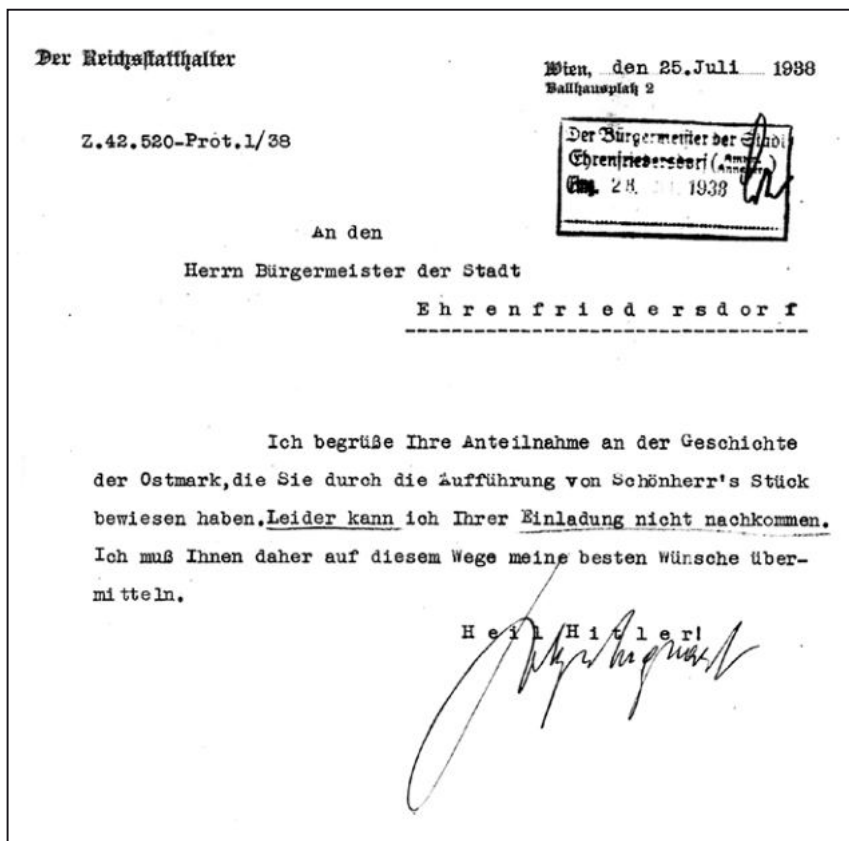 Der Reichsstatthalter
Wien, den 25.Juli 1938
Ballhausplatz 2
Z.42.520-Prot.1/38
Der Bürgermeister der Stadt
Ehrenfriedersdorf (
Eing. 28. 1938
An den
Herrn Bürgermeister der Stadt
Ehrenfriedersdorf
Ich begrüße Ihre Anteilnahme an der Geschichte
der Ostmark,die Sie durch die Aufführung von Schönherr's Stück
bewiesen haben.Leider kann ich Ihrer Einladung nicht nachkommen.
Ich muß Ihnen daher auf diesem Wege meine besten Wünsche über-
mitteln.
Heil Hitler!